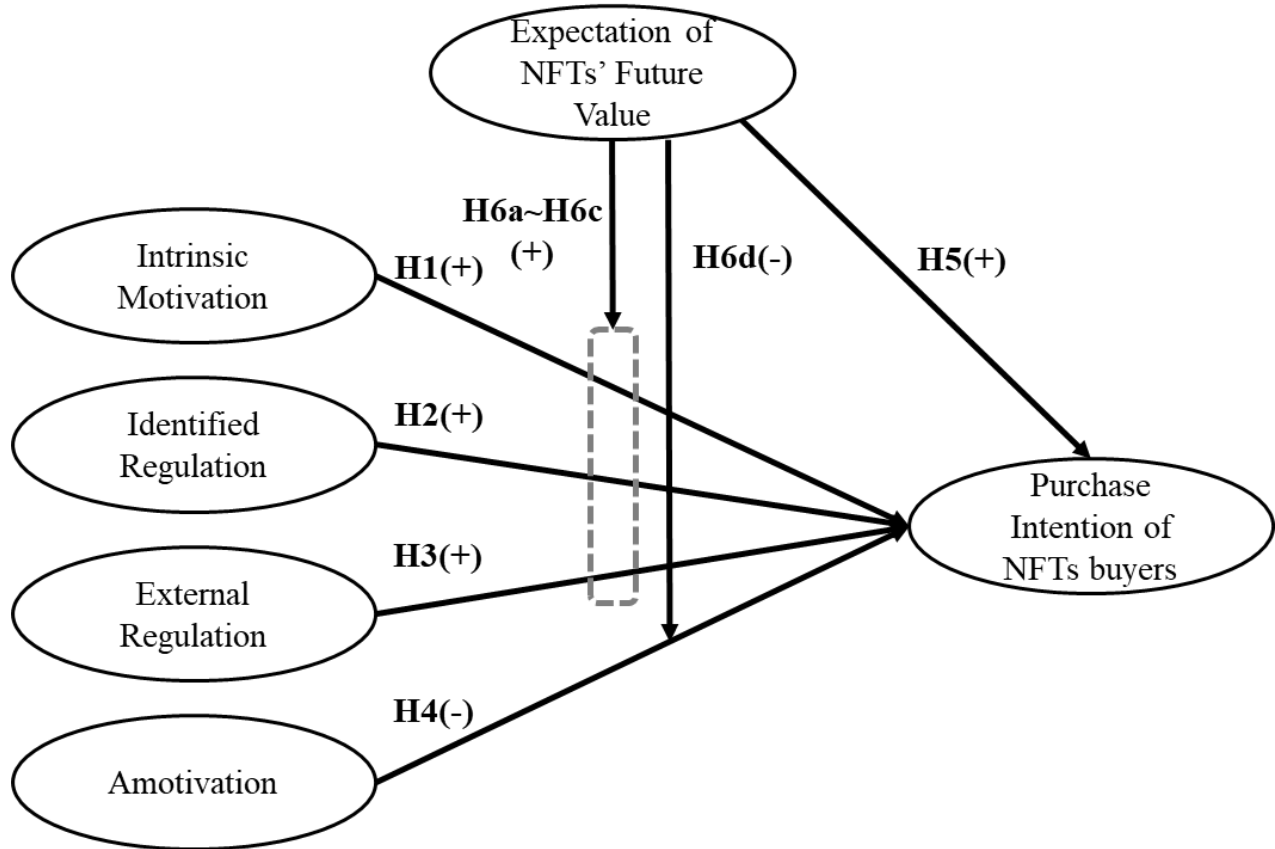 Expectation of
NFTs’ Future
Value
H6a~H6c
(+)
H6d(-)
H5(+)
Intrinsic
Motivation
H1(+)
Identified
Regulation
H2(+)
External
Regulation
H3(+)
Amotivation
H4(-)
Purchase
Intention of
NFTs buyers